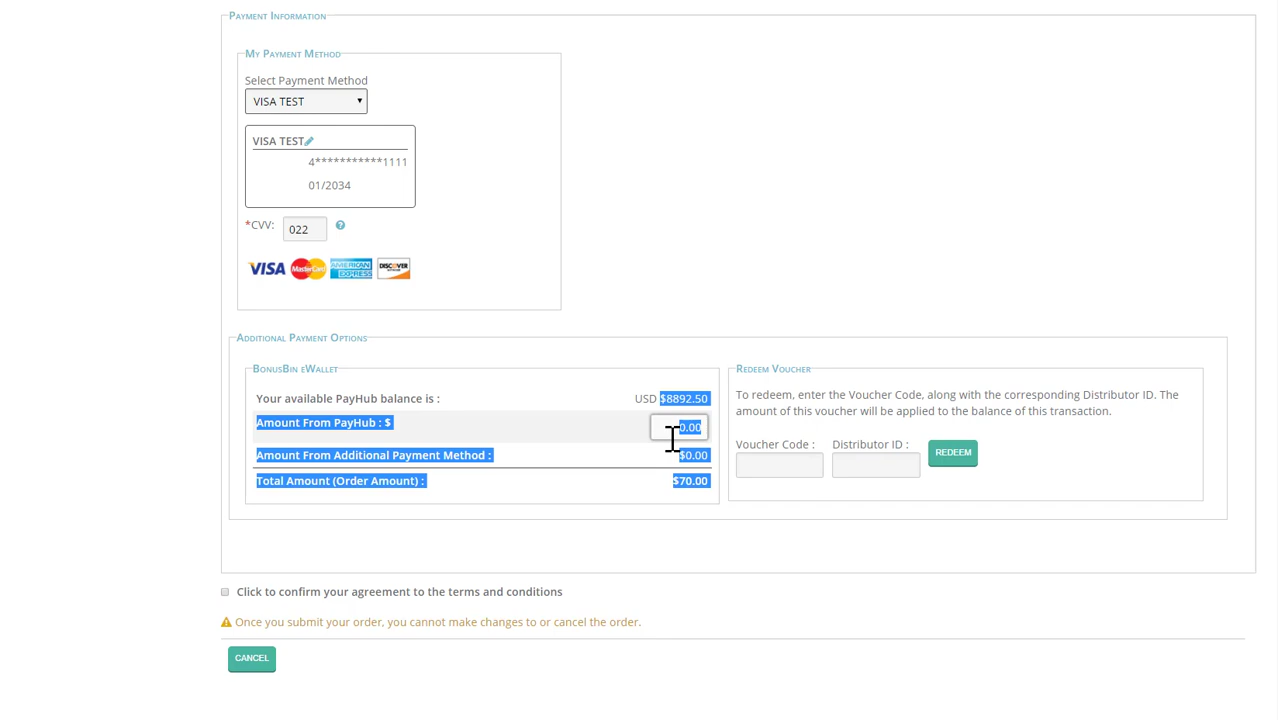 Payment Information
My Payment Method
Select Payment Method
VISA TEST
VISA TEST
4***********1111
01/2034
*CVV: 022
VISA MasterCard AMERICAN EXPRESS DISCOVER
Additional Payment Options
BonusBin eWallet
Your available PayHub balance is : USD $8892.50
Amount From PayHub : $ 0.00
Amount From Additional Payment Method : $0.00
Total Amount (Order Amount) : $70.00
Redeem Voucher
To redeem, enter the Voucher Code, along with the corresponding Distributor ID. The
amount of this voucher will be applied to the balance of this transaction.
Voucher Code : Distributor ID : REDEEM
Click to confirm your agreement to the terms and conditions
Once you submit your order, you cannot make changes to or cancel the order.
CANCEL